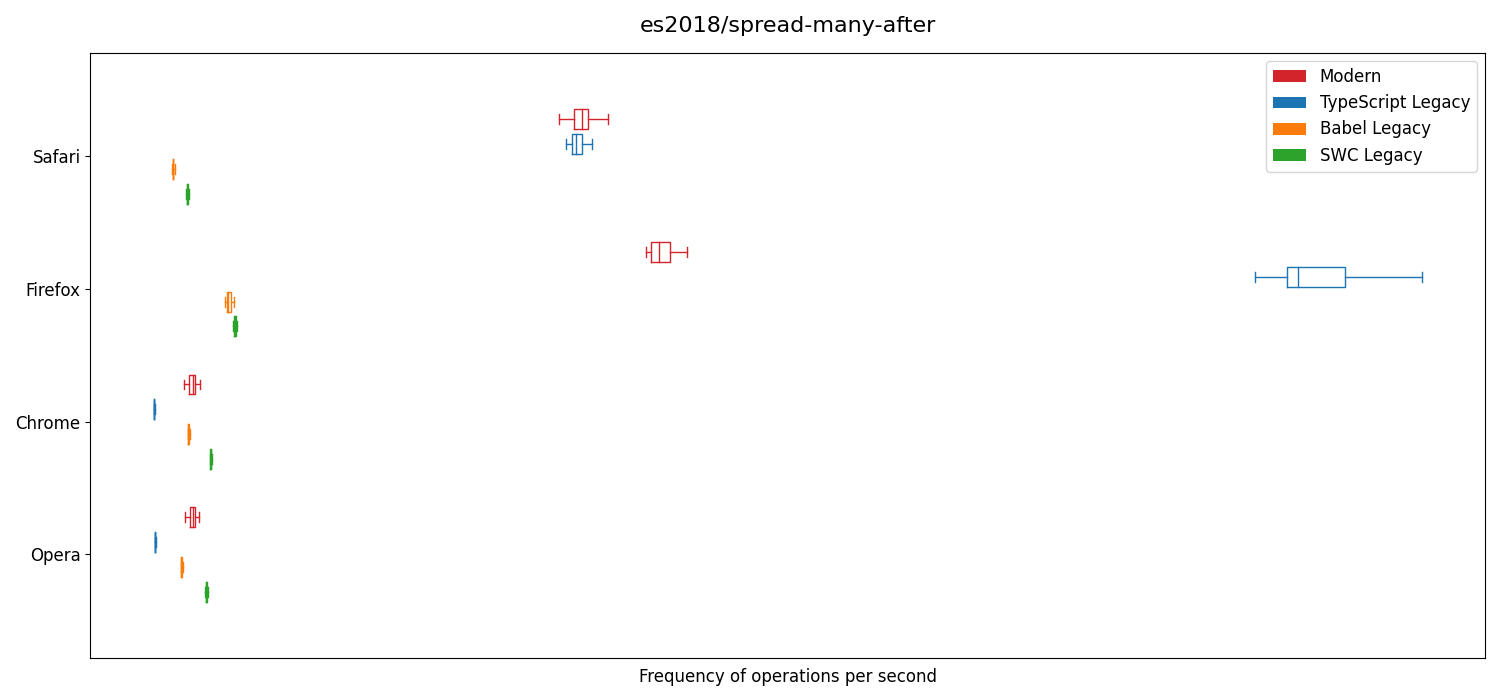 es2018/spread-many-after
Modern
TypeScript Legacy
Babel Legacy
SWC Legacy
Safari
Firefox
Chrome
Opera
Frequency of operations per second